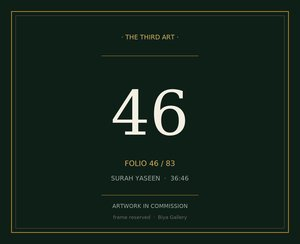 · THE THIRD ART ·
46
FOLIO 46 / 83
SURAH YASEEN · 36:46
ARTWORK IN COMMISSION
frame reserved · Biya Gallery